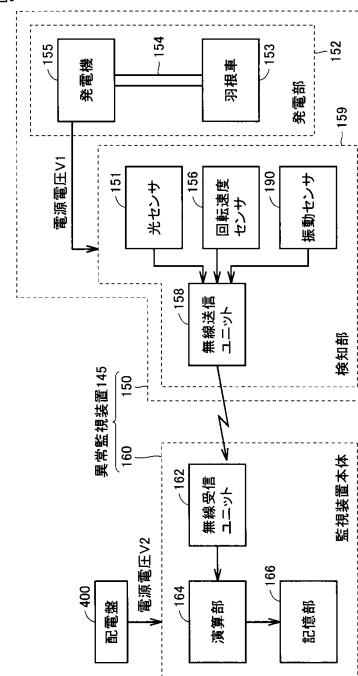 155
発電機
154
羽根車
153
152
発電部
電源電圧V1
159
151
光センサ
156
回転速度
センサ
190
振動センサ
158
無線送信
ユニット
検知部
異常監視装置145
150
160
162
無線受信
ユニット
監視装置本体
400
配電盤
電源電圧V2
164
演算部
166
記憶部